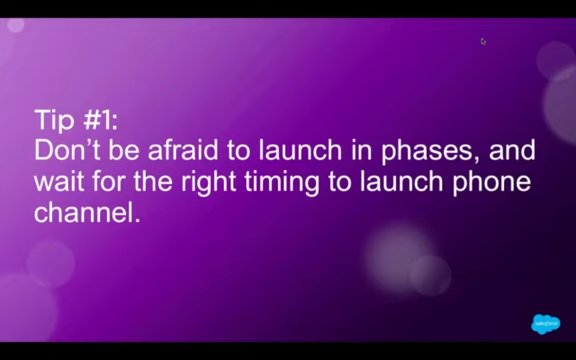 Tip #1:
Don't be afraid to launch in phases, and
wait for the right timing to launch phone
channel.
salesforce